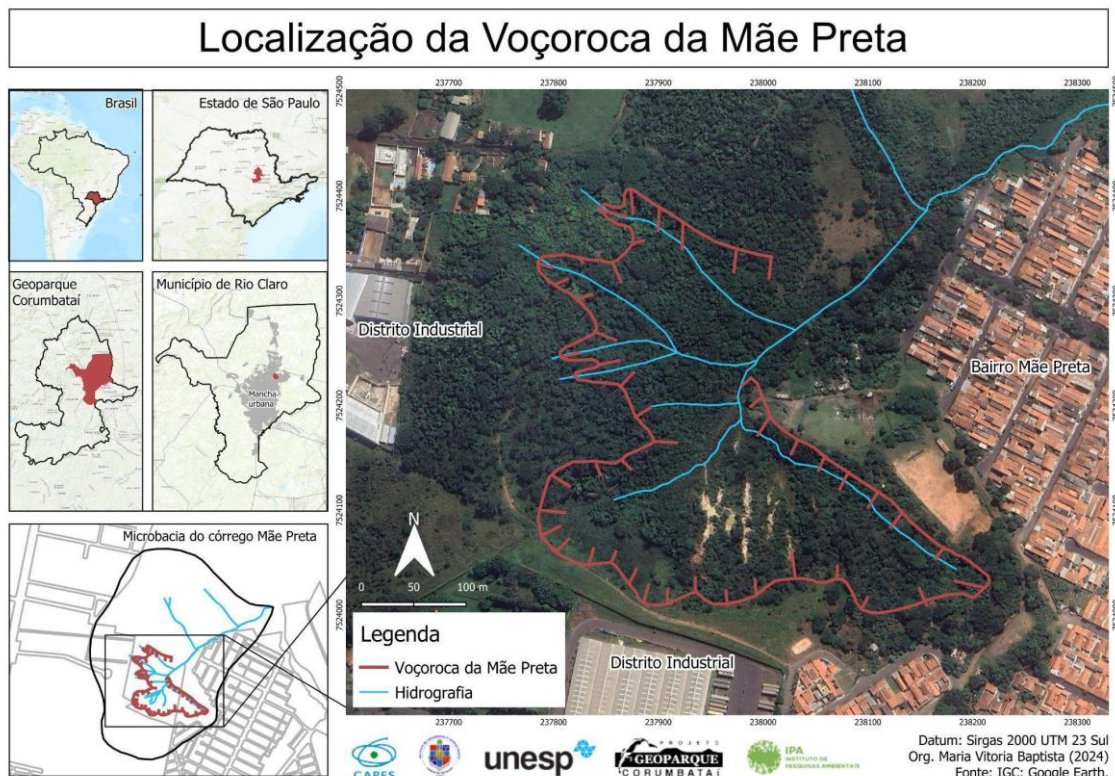 Localização da Voçoroca da Mãe Preta
Brasil
Estado de São Paulo
Geoparque
Corumbataí
Município de Rio Claro
Mancha
urbana
Microbacia do córrego Mãe Preta
237700 237800 237900 238000 238100 238200 238300
7524500
7524400
7524300
7524200
7524100
7524000
Distrito Industrial
Bairro Mãe Preta
Distrito Industrial
N
0 50 100 m
Legenda
Voçoroca da Mãe Preta
Hidrografia
237700 237800 237900 238000 238100 238200 238300
CAPES
unesp
PROJETO
GEOPARQUE
CORUMBATAÍ
IPA
INSTITUTO DE
PESQUISAS AMBIENTAIS
Datum: Sirgas 2000 UTM 23 Sul
Org. Maria Vitoria Baptista (2024)
Fonte: IGC; Google Earth